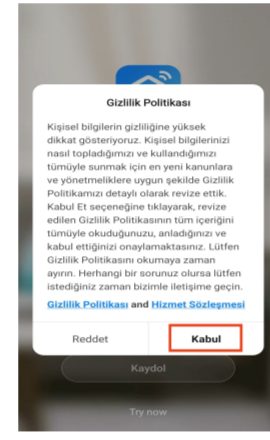 Gizlilik Politikası
Kişisel bilgilerin gizliliğine yüksek
dikkat gösteriyoruz. Kişisel bilgilerinizi
nasıl topladığımızı ve kullandığımızı
tümüyle sunmak için en yeni kanunlara
ve yönetmeliklere uygun şekilde Gizlilik
Politikamızı detaylı olarak revize ettik.
Kabul Et seçeneğine tıklayarak, revize
edilen Gizlilik Politikasının tüm içeriğini
tümüyle okuduğunuzu, anladığınızı ve
kabul ettiğinizi onaylamaktasınız. Lütfen
Gizlilik Politikasını okumaya zaman
ayırın. Herhangi bir sorunuz olursa lütfen
istediğiniz zaman bizimle iletişime geçin.
Gizlilik Politikası and Hizmet Sözleşmesi
Reddet Kabul
Kaydol
Try now